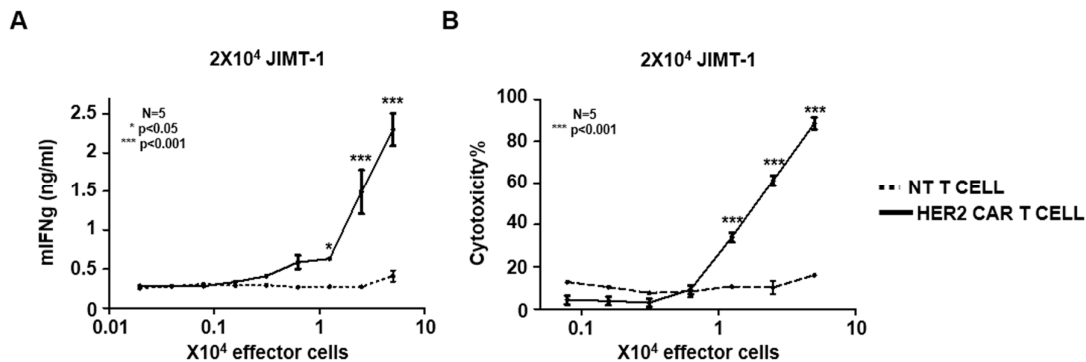 A
2X10⁴ JIMT-1
mIFNg (ng/ml)
2.5
2
1.5
1
0.5
0
N=5
* p<0.05
*** p<0.001
*
***
***
0.01
0.1
1
10
X10⁴ effector cells
B
2X10⁴ JIMT-1
Cytotoxicity%
100
80
60
40
20
0
N=5
*** p<0.001
***
***
***
0.1
1
10
X10⁴ effector cells
NT T CELL
HER2 CAR T CELL